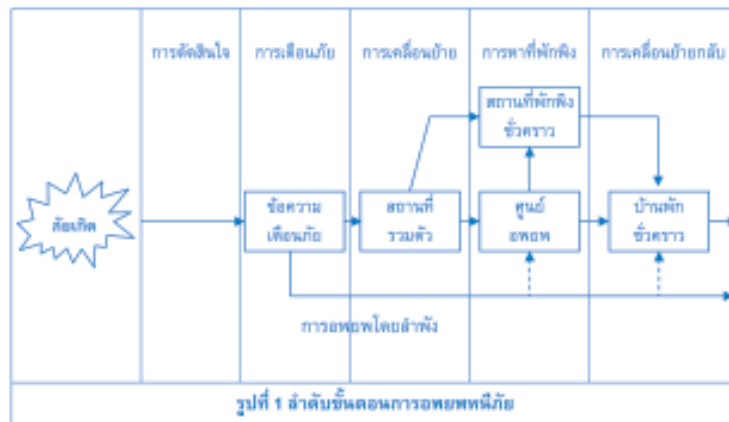 การตัดสินใจ
การเตือนภัย
การเคลื่อนย้าย
การหาที่พักพิง
การเคลื่อนย้ายกลับ
สถานที่พักพิง
ชั่วคราว
ภัยเกิด
ข้อความ
เตือนภัย
สถานที่
รวมตัว
ศูนย์
อพยพ
บ้านพัก
ชั่วคราว
การอพยพโดยลำพัง
รูปที่ 1 ลำดับขั้นตอนการอพยพหนีภัย